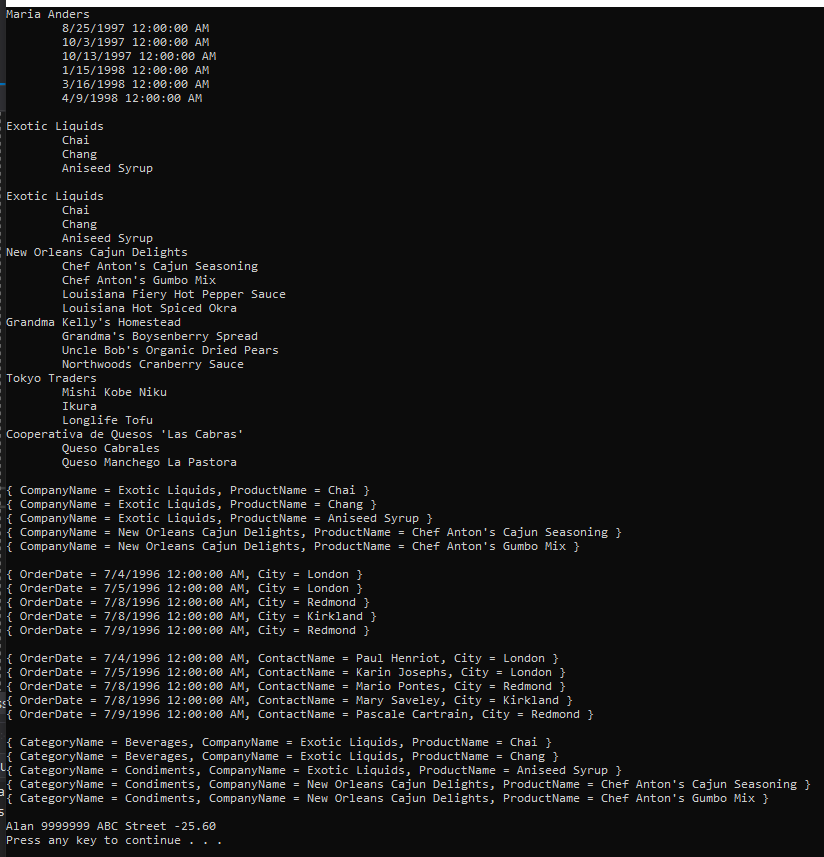 Maria Anders
8/25/1997 12:00:00 AM
10/3/1997 12:00:00 AM
10/13/1997 12:00:00 AM
1/15/1998 12:00:00 AM
3/16/1998 12:00:00 AM
4/9/1998 12:00:00 AM
Exotic Liquids
Chai
Chang
Aniseed Syrup
Exotic Liquids
Chai
Chang
Aniseed Syrup
New Orleans Cajun Delights
Chef Anton's Cajun Seasoning
Chef Anton's Gumbo Mix
Louisiana Fiery Hot Pepper Sauce
Louisiana Hot Spiced Okra
Grandma Kelly's Homestead
Grandma's Boysenberry Spread
Uncle Bob's Organic Dried Pears
Northwoods Cranberry Sauce
Tokyo Traders
Mishi Kobe Niku
Ikura
Longlife Tofu
Cooperativa de Quesos 'Las Cabras'
Queso Cabrales
Queso Manchego La Pastora
{ CompanyName = Exotic Liquids, ProductName = Chai }
{ CompanyName = Exotic Liquids, ProductName = Chang }
{ CompanyName = Exotic Liquids, ProductName = Aniseed Syrup }
{ CompanyName = New Orleans Cajun Delights, ProductName = Chef Anton's Cajun Seasoning }
{ CompanyName = New Orleans Cajun Delights, ProductName = Chef Anton's Gumbo Mix }
{ OrderDate = 7/4/1996 12:00:00 AM, City = London }
{ OrderDate = 7/5/1996 12:00:00 AM, City = London }
{ OrderDate = 7/8/1996 12:00:00 AM, City = Redmond }
{ OrderDate = 7/8/1996 12:00:00 AM, City = Kirkland }
{ OrderDate = 7/9/1996 12:00:00 AM, City = Redmond }
{ OrderDate = 7/4/1996 12:00:00 AM, ContactName = Paul Henriot, City = London }
{ OrderDate = 7/5/1996 12:00:00 AM, ContactName = Karin Josephs, City = London }
{ OrderDate = 7/8/1996 12:00:00 AM, ContactName = Mario Pontes, City = Redmond }
{ OrderDate = 7/8/1996 12:00:00 AM, ContactName = Mary Saveley, City = Kirkland }
{ OrderDate = 7/9/1996 12:00:00 AM, ContactName = Pascale Cartrain, City = Redmond }
{ CategoryName = Beverages, CompanyName = Exotic Liquids, ProductName = Chai }
{ CategoryName = Beverages, CompanyName = Exotic Liquids, ProductName = Chang }
{ CategoryName = Condiments, CompanyName = Exotic Liquids, ProductName = Aniseed Syrup }
{ CategoryName = Condiments, CompanyName = New Orleans Cajun Delights, ProductName = Chef Anton's Cajun Seasoning }
{ CategoryName = Condiments, CompanyName = New Orleans Cajun Delights, ProductName = Chef Anton's Gumbo Mix }
Alan 9999999 ABC Street -25.60
Press any key to continue . . .